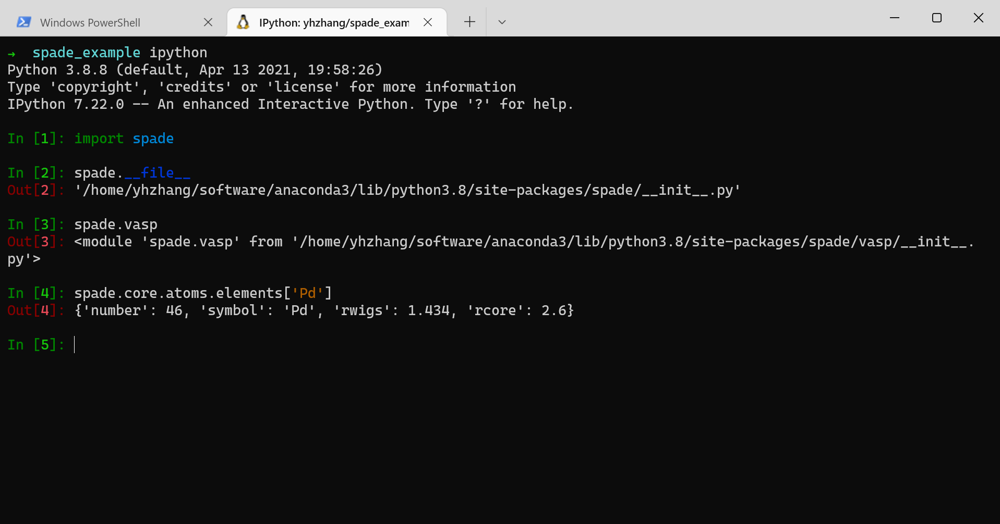 Windows PowerShell
IPython: yhzhang/spade_exam
→ spade_example ipython
Python 3.8.8 (default, Apr 13 2021, 19:58:26)
Type 'copyright', 'credits' or 'license' for more information
IPython 7.22.0 -- An enhanced Interactive Python. Type '?' for help.
In [1]: import spade
In [2]: spade.__file__
Out[2]: '/home/yhzhang/software/anaconda3/lib/python3.8/site-packages/spade/__init__.py'
In [3]: spade.vasp
Out[3]: <module 'spade.vasp' from '/home/yhzhang/software/anaconda3/lib/python3.8/site-packages/spade/vasp/__init__.
py'>
In [4]: spade.core.atoms.elements['Pd']
Out[4]: {'number': 46, 'symbol': 'Pd', 'rwigs': 1.434, 'rcore': 2.6}
In [5]: